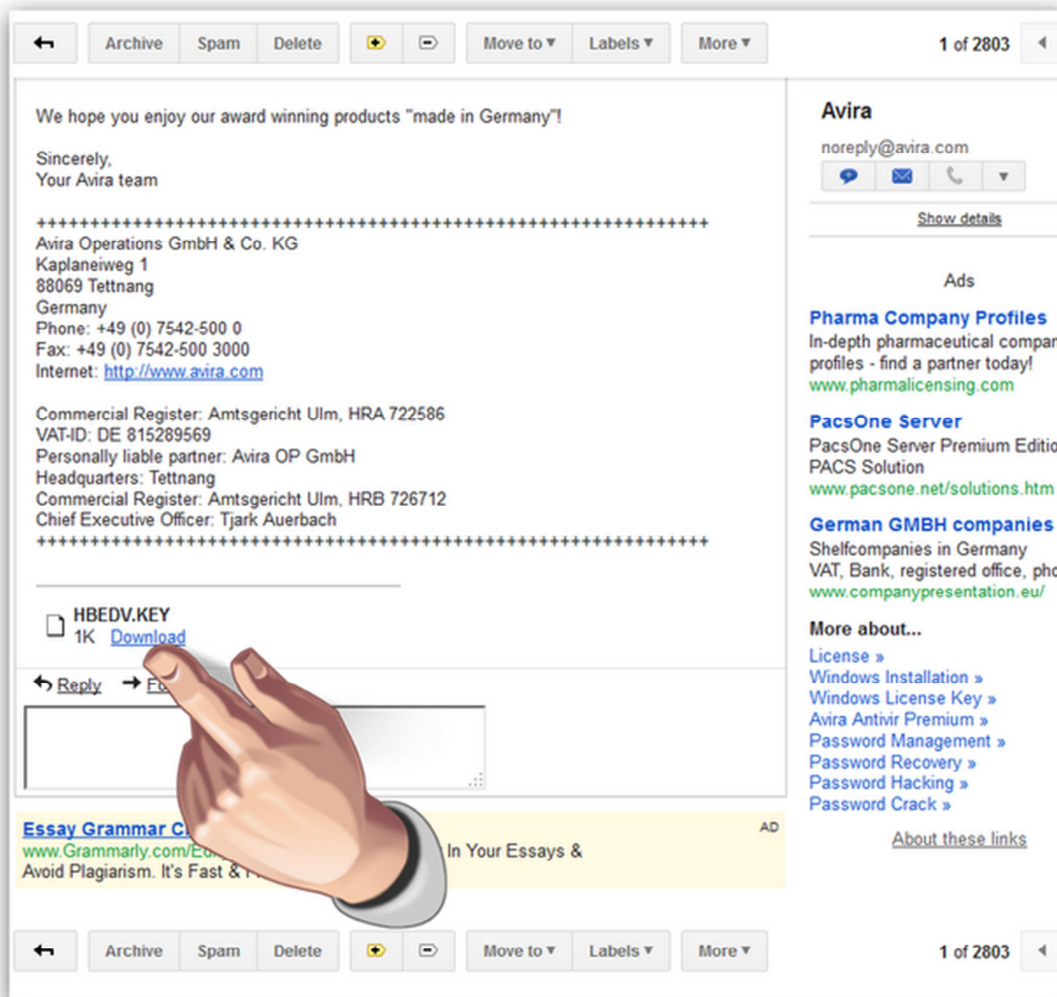 Archive Spam Delete Move to Labels More 1 of 2803
We hope you enjoy our award winning products "made in Germany"!
Sincerely,
Your Avira team
+++++++++++++++++++++++++++++++++++++++++++++++++++++++++++++++
Avira Operations GmbH & Co. KG
Kaplaneiweg 1
88069 Tettnang
Germany
Phone: +49 (0) 7542-500 0
Fax: +49 (0) 7542-500 3000
Internet: http://www.avira.com
Commercial Register: Amtsgericht Ulm, HRA 722586
VAT-ID: DE 815289569
Personally liable partner: Avira OP GmbH
Headquarters: Tettnang
Commercial Register: Amtsgericht Ulm, HRB 726712
Chief Executive Officer: Tjark Auerbach
+++++++++++++++++++++++++++++++++++++++++++++++++++++++++++++++
HBEDV.KEY
1K Download
Reply
Essay Grammar
AD
www.Grammarly.com/ In Your Essays &
Avoid Plagiarism. It's Fast &
Avira
noreply@avira.com
Show details
Ads
Pharma Company Profiles
In-depth pharmaceutical
profiles - find a partner today!
www.pharmalicensing.com
PacsOne Server
PacsOne Server Premium
PACS Solution
www.pacsone.net/solutions.htm
German GMBH companies
Shelfcompanies in Germany
VAT, Bank, registered office,
www.companypresentation.eu/
More about...
License »
Windows Installation »
Windows License Key »
Avira Antivir Premium »
Password Management »
Password Recovery »
Password Hacking »
Password Crack »
About these links
Archive Spam Delete Move to Labels More 1 of 2803